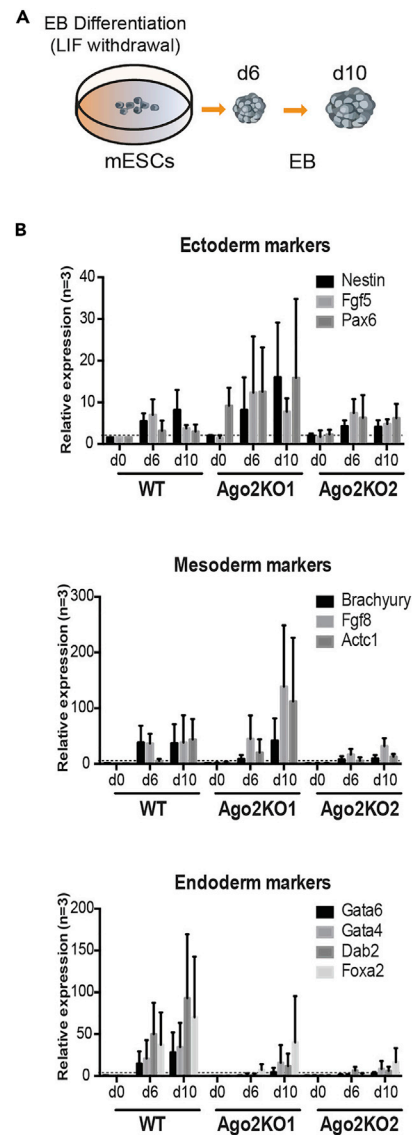 A
EB Differentiation
(LIF withdrawal)
d6
d10
mESCs
EB
B
Ectoderm markers
Relative expression (n=3)
40
30
20
10
0
Nestin
Fgf5
Pax6
d0 d6 d10 d0 d6 d10 d0 d6 d10
WT Ago2KO1 Ago2KO2
Mesoderm markers
Relative expression (n=3)
300
200
100
0
Brachyury
Fgf8
Actc1
d0 d6 d10 d0 d6 d10 d0 d6 d10
WT Ago2KO1 Ago2KO2
Endoderm markers
Relative expression (n=3)
200
150
100
50
0
Gata6
Gata4
Dab2
Foxa2
d0 d6 d10 d0 d6 d10 d0 d6 d10
WT Ago2KO1 Ago2KO2